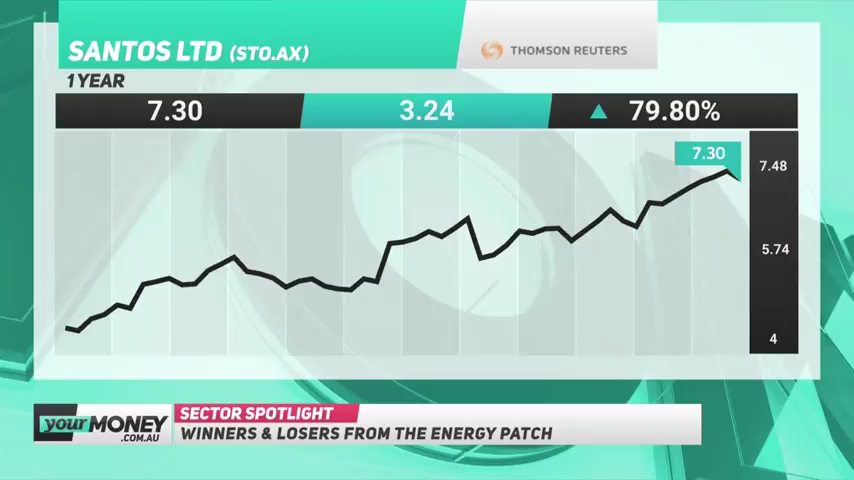 SANTOS LTD (STO.AX)
THOMSON REUTERS
1 YEAR
7.30 3.24 79.80%
7.30
7.48
5.74
4
yourMONEY
.COM.AU
SECTOR SPOTLIGHT
WINNERS & LOSERS FROM THE ENERGY PATCH